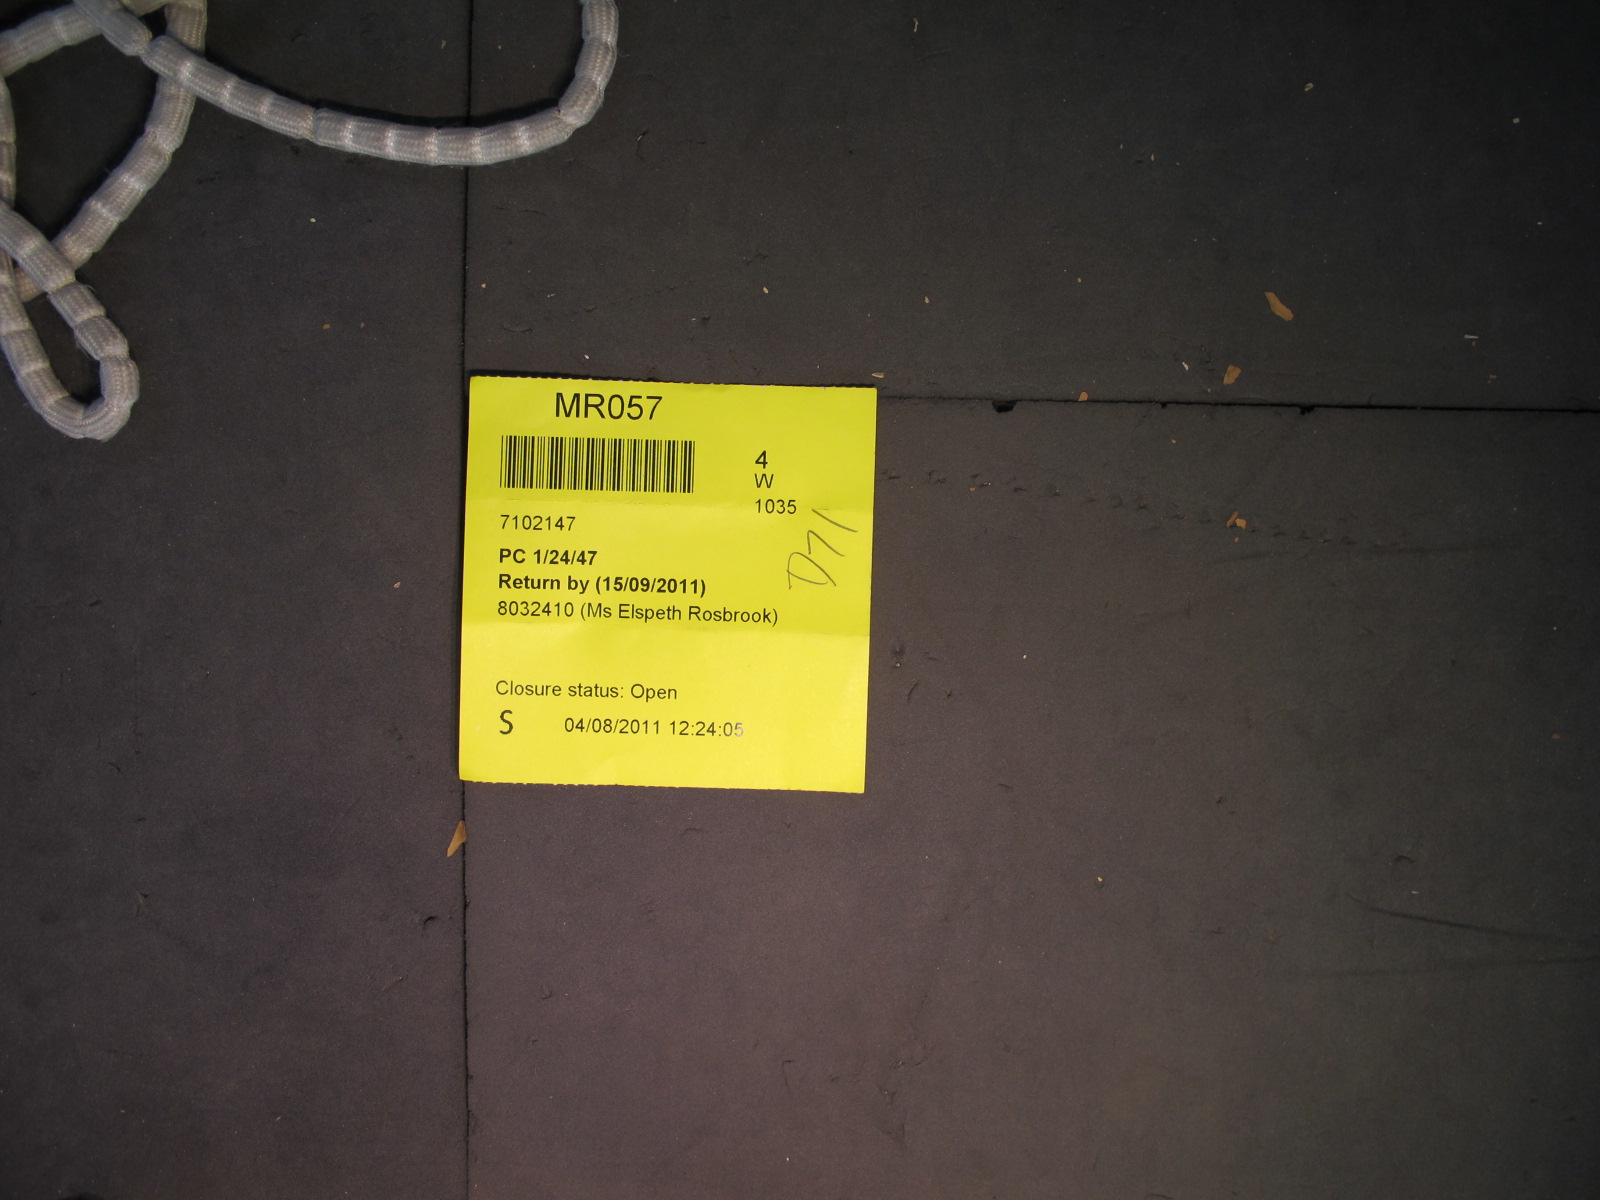 MR057
4
W
1035
7102147
D71
PC 1/24/47
Return by (15/09/2011)
8032410 (Ms Elspeth Rosbrook)
Closure status: Open
S 04/08/2011 12:24:05